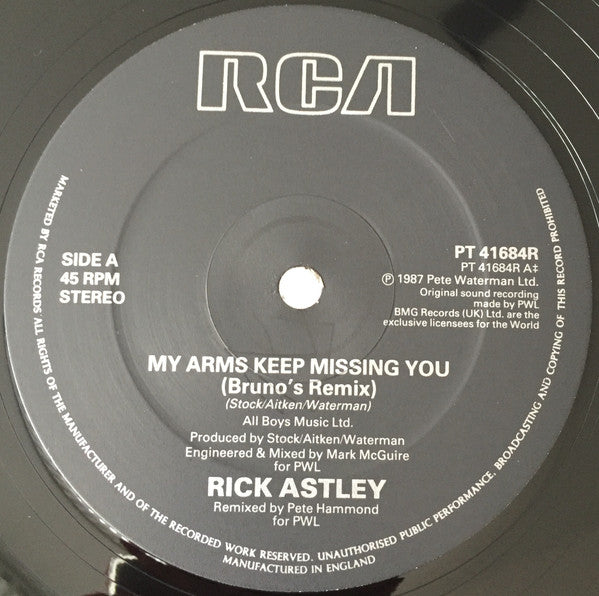 RCA
SIDE A
45 RPM
STEREO
PT 41684R
PT 41684R A‡
℗ 1987 Pete Waterman Ltd.
Original sound recording
made by PWL
BMG Records (UK) Ltd. are the
exclusive licensees for the World
MY ARMS KEEP MISSING YOU
(Bruno's Remix)
(Stock/Aitken/Waterman)
All Boys Music Ltd.
Produced by Stock/Aitken/Waterman
Engineered & Mixed by Mark McGuire
for PWL
RICK ASTLEY
Remixed by Pete Hammond
for PWL
MARKETED BY RCA RECORDS ALL RIGHTS OF THE MANUFACTURER AND OF THE RECORDED WORK RESERVED. UNAUTHORISED PUBLIC PERFORMANCE, BROADCASTING AND COPYING OF THIS RECORD PROHIBITED
MANUFACTURED IN ENGLAND